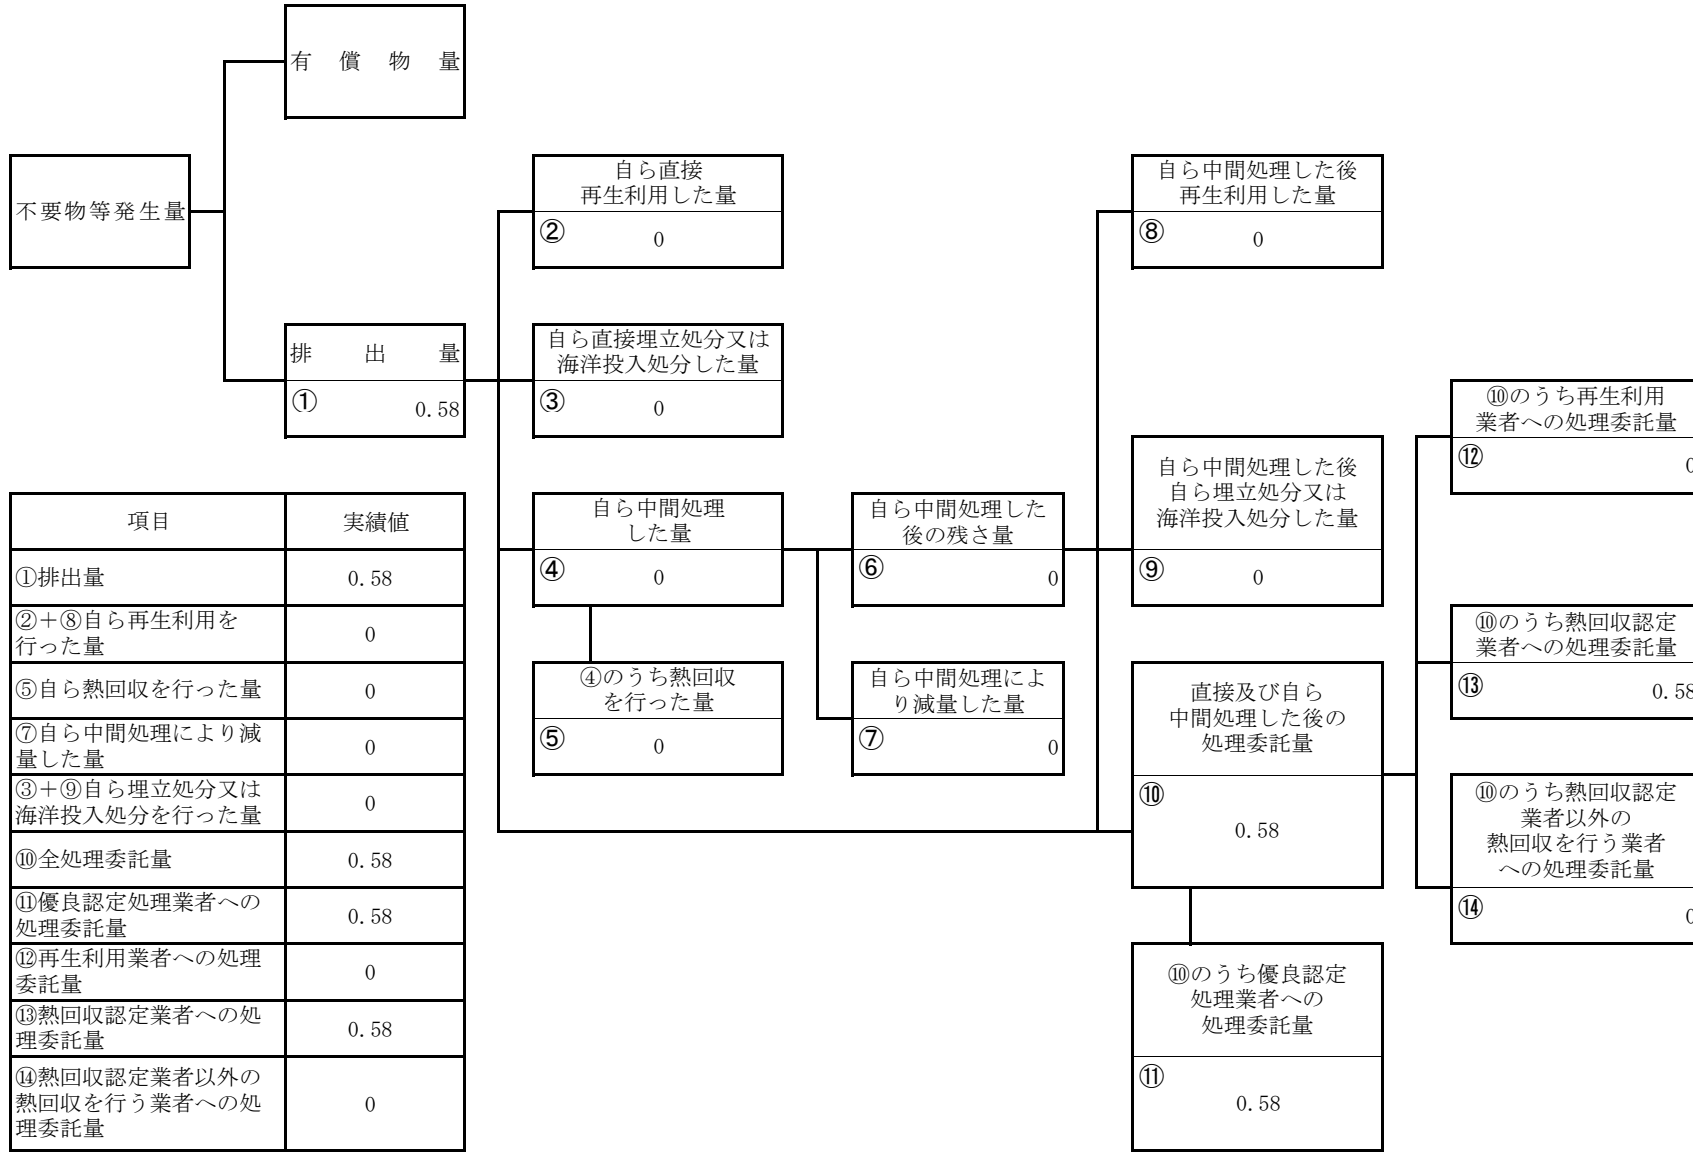 有償物量
不要物等発生量
自ら直接
再生利用した量
② 0
自ら中間処理した後
再生利用した量
⑧ 0
排出量
① 0.58
自ら直接埋立処分又は
海洋投入処分した量
③ 0
⑩のうち再生利用
業者への処理委託量
⑫ 0
自ら中間処理した後
自ら埋立処分又は
海洋投入処分した量
⑨ 0
自ら中間処理
した量
④ 0
自ら中間処理した
後の残さ量
⑥ 0
⑩のうち熱回収認定
業者への処理委託量
⑬ 0.58
④のうち熱回収
を行った量
⑤ 0
自ら中間処理によ
り減量した量
⑦ 0
直接及び自ら
中間処理した後の
処理委託量
⑩
0.58
⑩のうち熱回収認定
業者以外の
熱回収を行う業者
への処理委託量
⑭ 0
⑩のうち優良認定
処理業者への
処理委託量
⑪
0.58
項目 実績値
①排出量 0.58
②+⑧自ら再生利用を
行った量 0
⑤自ら熱回収を行った量 0
⑦自ら中間処理により減
量した量 0
③+⑨自ら埋立処分又は
海洋投入処分を行った量 0
⑩全処理委託量 0.58
⑪優良認定処理業者への
処理委託量 0.58
⑫再生利用業者への処理
委託量 0
⑬熱回収認定業者への処
理委託量 0.58
⑭熱回収認定業者以外の
熱回収を行う業者への処
理委託量 0